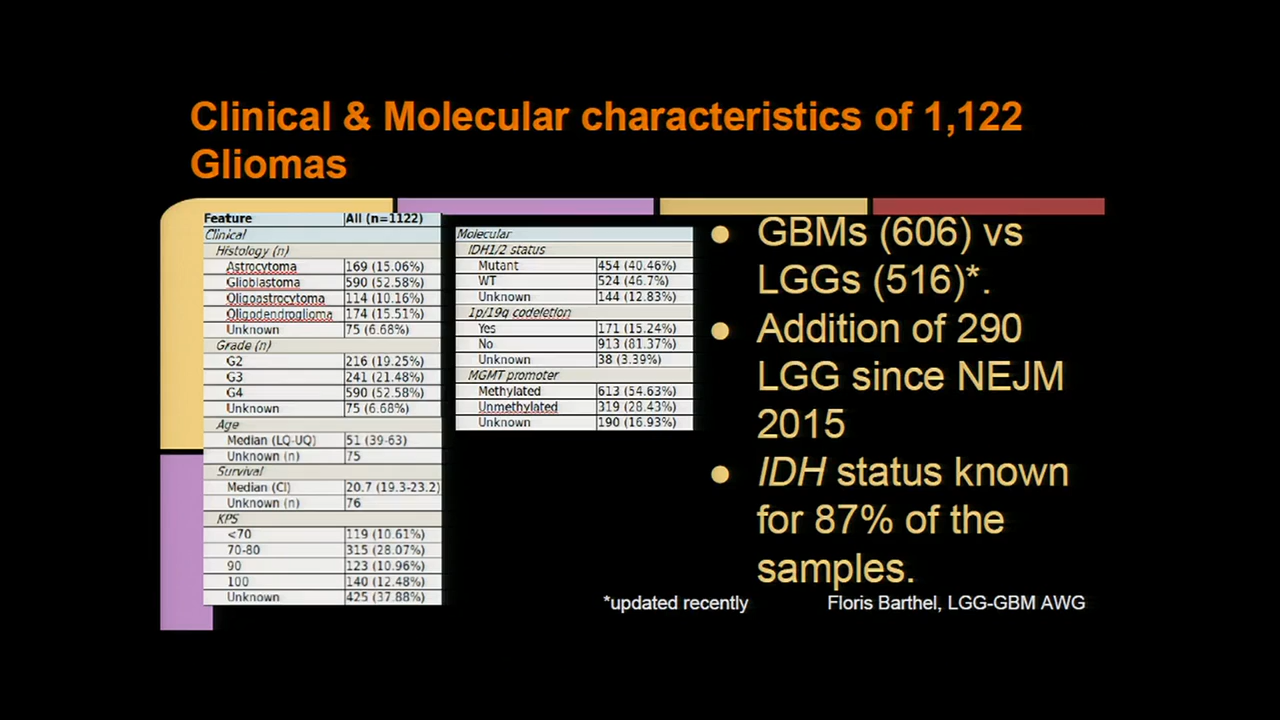 Clinical & Molecular characteristics of 1,122
Gliomas
Feature All (n=1122)
Clinical
Histology (n)
Astrocytoma 169 (15.06%)
Glioblastoma 590 (52.58%)
Oligoastrocytoma 114 (10.16%)
Oligodendroglioma 174 (15.51%)
Unknown 75 (6.68%)
Grade (n)
G2 216 (19.25%)
G3 241 (21.48%)
G4 590 (52.58%)
Unknown 75 (6.68%)
Age
Median (LQ-UQ) 51 (39-63)
Unknown (n) 75
Survival
Median (CI) 20.7 (19.3-23.2)
Unknown (n) 76
KPS
<70 119 (10.61%)
70-80 315 (28.07%)
90 123 (10.96%)
100 140 (12.48%)
Unknown 425 (37.88%)
Molecular
IDH1/2 status
Mutant 454 (40.46%)
WT 524 (46.7%)
Unknown 144 (12.83%)
1p/19q codeletion
Yes 171 (15.24%)
No 913 (81.37%)
Unknown 38 (3.39%)
MGMT promoter
Methylated 613 (54.63%)
Unmethylated 319 (28.43%)
Unknown 190 (16.93%)
● GBMs (606) vs
LGGs (516)*.
● Addition of 290
LGG since NEJM
2015
● IDH status known
for 87% of the
samples.
*updated recently
Floris Barthel, LGG-GBM AWG